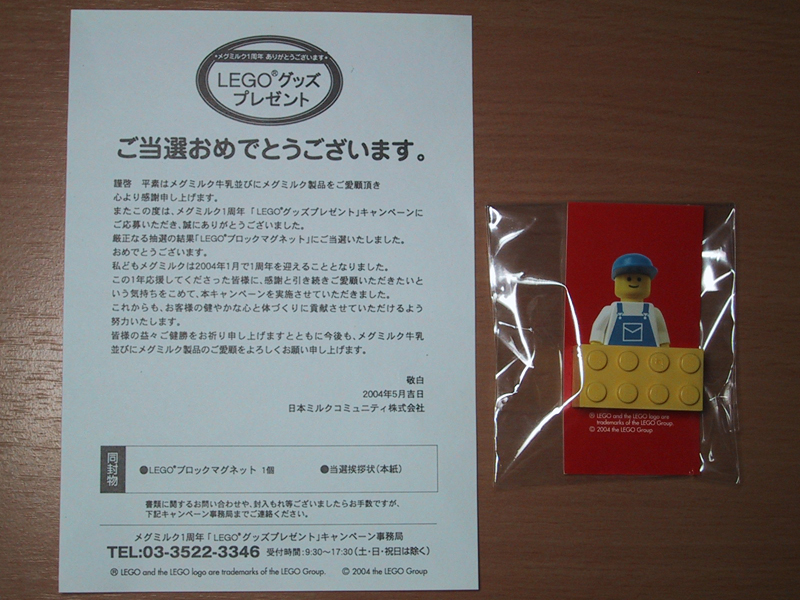 ・メグミルク1周年 ありがとうございます・
LEGO®グッズ
プレゼント
ご当選おめでとうございます。
謹啓　平素はメグミルク牛乳並びにメグミルク製品をご愛顧頂き
心より感謝申し上げます。
またこの度は、メグミルク1周年「LEGO®グッズプレゼント」キャンペーンに
ご応募いただき、誠にありがとうございました。
厳正なる抽選の結果「LEGO®ブロックマグネット」にご当選いたしました。
おめでとうございます。
私どもメグミルクは2004年1月で1周年を迎えることとなりました。
この1年応援してくださった皆様に、感謝と引き続きご愛顧いただきたいと
いう気持ちをこめて、本キャンペーンを実施させていただきました。
これからも、お客様の健やかな心と体づくりに貢献させていただけるよう
努力いたします。
皆様の益々ご健勝をお祈り申し上げますとともに今後も、メグミルク牛乳
並びにメグミルク製品のご愛顧をよろしくお願い申し上げます。
敬白
2004年5月吉日
日本ミルクコミュニティ株式会社
同封物
●LEGO®ブロックマグネット 1個
●当選挨拶状（本紙）
書類に関するお問い合わせや、封入もれ等ございましたらお手数ですが、
下記キャンペーン事務局までご連絡ください。
メグミルク1周年「LEGO®グッズプレゼント」キャンペーン事務局
TEL:03-3522-3346 受付時間：9:30〜17:30（土・日・祝日は除く）
® LEGO and the LEGO logo are trademarks of the LEGO Group. © 2004 the LEGO Group
® LEGO and the LEGO logo are
trademarks of the LEGO Group.
© 2004 the LEGO Group